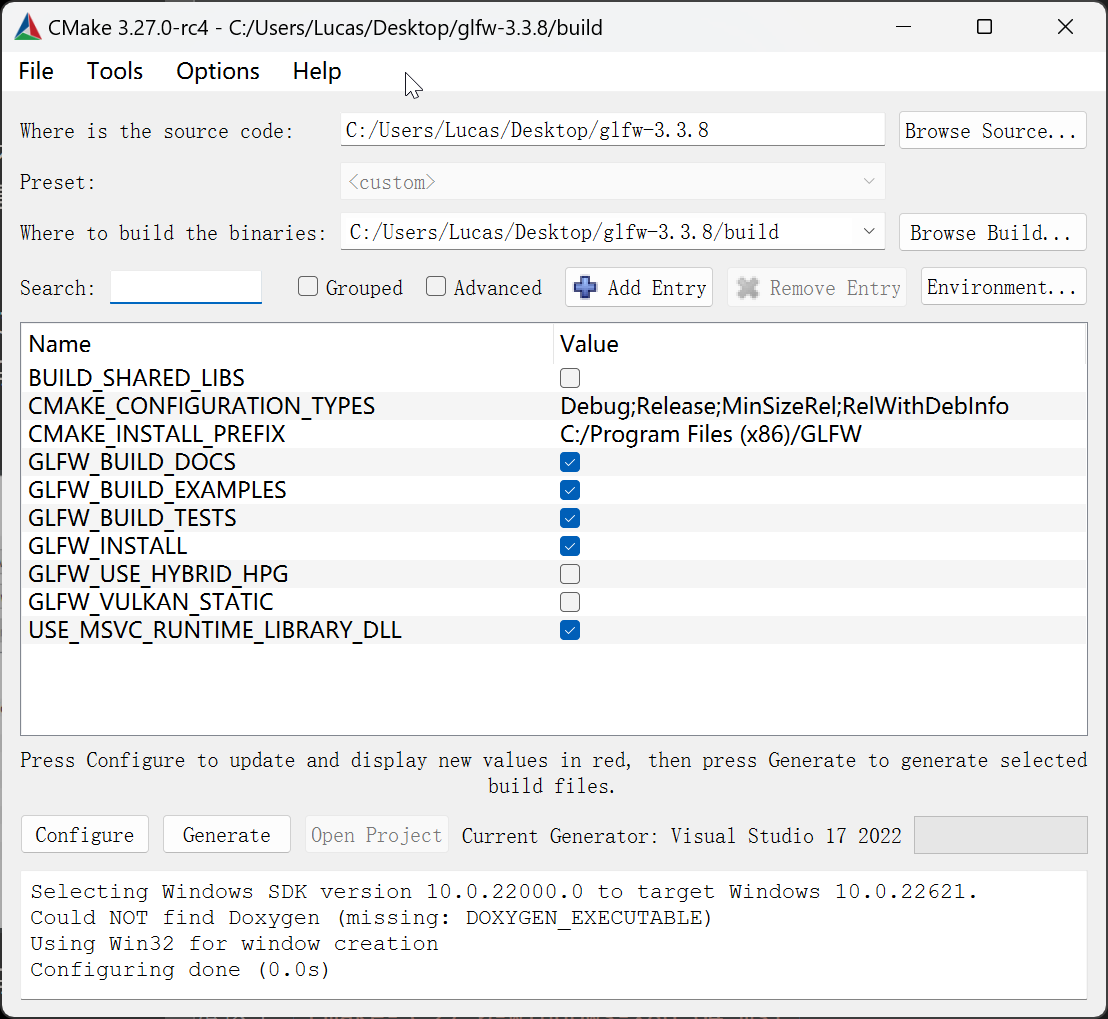 CMake 3.27.0-rc4 - C:/Users/Lucas/Desktop/glfw-3.3.8/build
File Tools Options Help
Where is the source code: C:/Users/Lucas/Desktop/glfw-3.3.8 Browse Source...
Preset: <custom>
Where to build the binaries: C:/Users/Lucas/Desktop/glfw-3.3.8/build Browse Build...
Search: Grouped Advanced Add Entry Remove Entry Environment...
Name Value
BUILD_SHARED_LIBS
CMAKE_CONFIGURATION_TYPES Debug;Release;MinSizeRel;RelWithDebInfo
CMAKE_INSTALL_PREFIX C:/Program Files (x86)/GLFW
GLFW_BUILD_DOCS
GLFW_BUILD_EXAMPLES
GLFW_BUILD_TESTS
GLFW_INSTALL
GLFW_USE_HYBRID_HPG
GLFW_VULKAN_STATIC
USE_MSVC_RUNTIME_LIBRARY_DLL
Press Configure to update and display new values in red, then press Generate to generate selected
build files.
Configure Generate Open Project Current Generator: Visual Studio 17 2022
Selecting Windows SDK version 10.0.22000.0 to target Windows 10.0.22621.
Could NOT find Doxygen (missing: DOXYGEN_EXECUTABLE)
Using Win32 for window creation
Configuring done (0.0s)